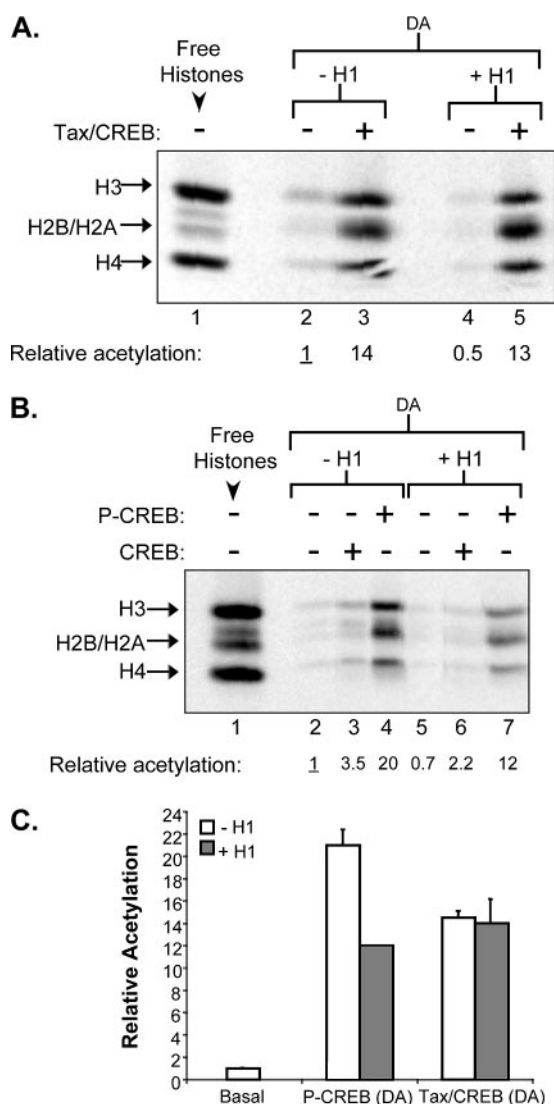 A.
DA
Free
Histones
- H1 + H1
Tax/CREB: - - + - +
H3
H2B/H2A
H4
1 2 3 4 5
Relative acetylation: 1 14 0.5 13
B.
DA
Free
Histones
- H1 + H1
P-CREB: - - - + - - +
CREB: - - + - - + -
H3
H2B/H2A
H4
1 2 3 4 5 6 7
Relative acetylation: 1 3.5 20 0.7 2.2 12
C.
Relative Acetylation
24
22
20
18
16
14
12
10
8
6
4
2
0
- H1
+ H1
Basal P-CREB (DA) Tax/CREB (DA)